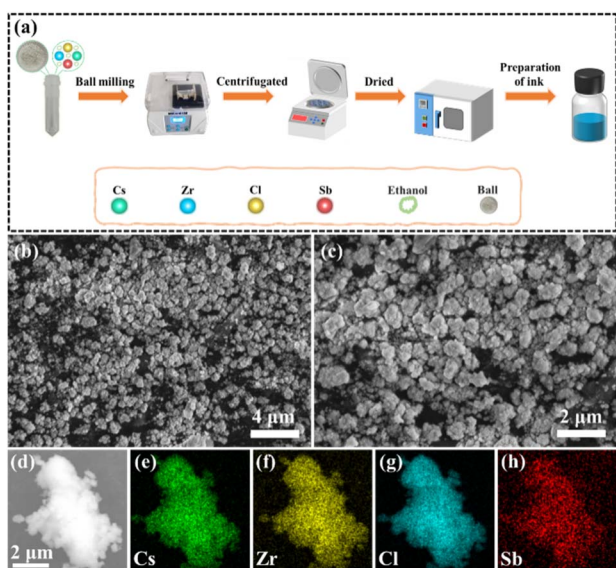 (a)
Ball milling
Centrifugated
Dried
Preparation
of ink
Cs
Zr
Cl
Sb
Ethanol
Ball
(b)
4 μm
(c)
2 μm
(d)
2 μm
(e)
Cs
(f)
Zr
(g)
Cl
(h)
Sb